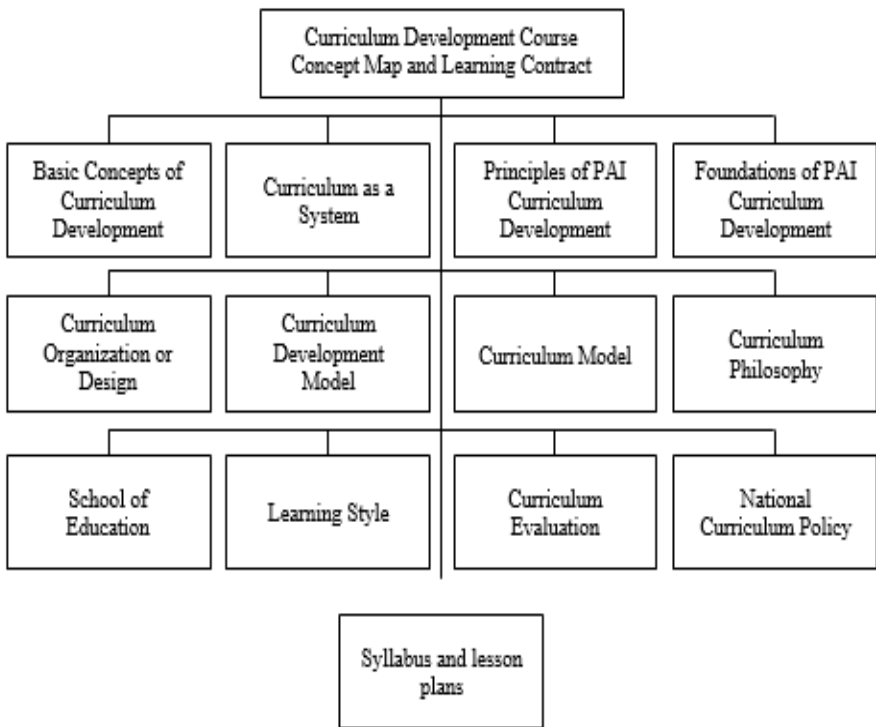 Curriculum Development Course
Concept Map and Learning Contract
Basic Concepts of
Curriculum
Development
Curriculum as a
System
Principles of PAI
Curriculum
Development
Foundations of PAI
Curriculum
Development
Curriculum
Organization or
Design
Curriculum
Development
Model
Curriculum Model
Curriculum
Philosophy
School of
Education
Learning Style
Curriculum
Evaluation
National
Curriculum Policy
Syllabus and lesson
plans